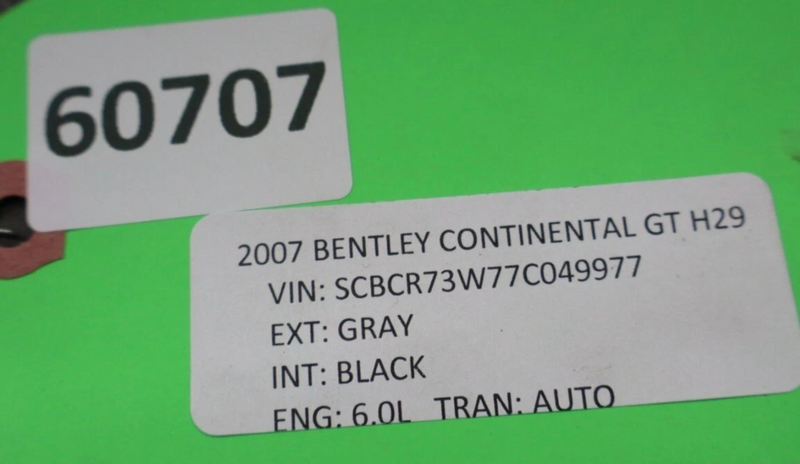 60707
2007 BENTLEY CONTINENTAL GT H29
VIN: SCBCR73W77C049977
EXT: GRAY
INT: BLACK
ENG: 6.0L TRAN: AUTO